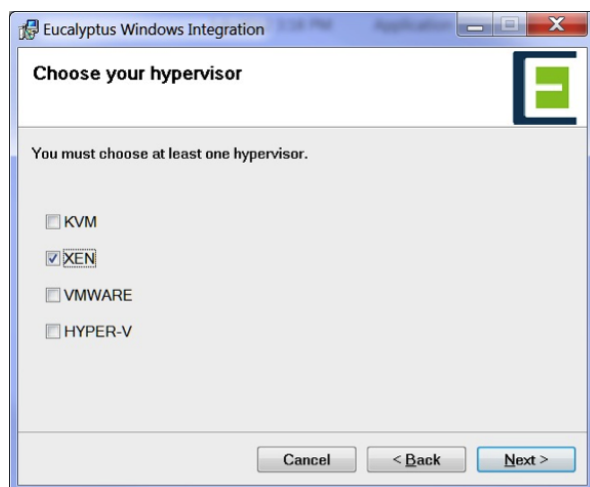 Eucalyptus Windows Integration
Choose your hypervisor
You must choose at least one hypervisor.
KVM
XEN
VMWARE
HYPER-V
Cancel < Back Next >